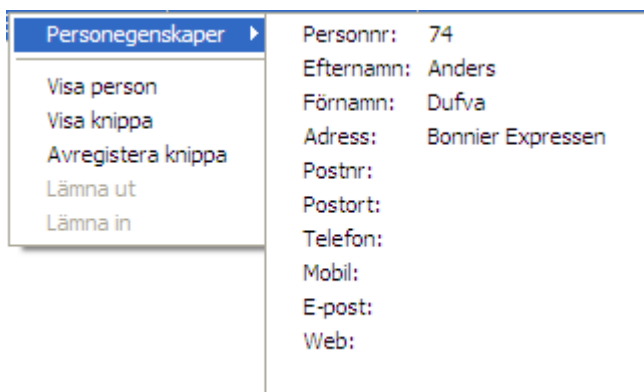 Personegenskaper
Visa person
Visa knippa
Avregistera knippa
Lämna ut
Lämna in
Personnr: 74
Efternamn: Anders
Förnamn: Dufva
Adress: Bonnier Expressen
Postnr:
Postort:
Telefon:
Mobil:
E-post:
Web: